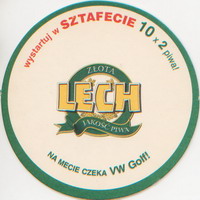 wystartuj w SZTAFECIE 10 x 2 piwa!
ZŁOTA
LECH
JAKOŚĆ PIWA
NA MECIE CZEKA VW Golf!